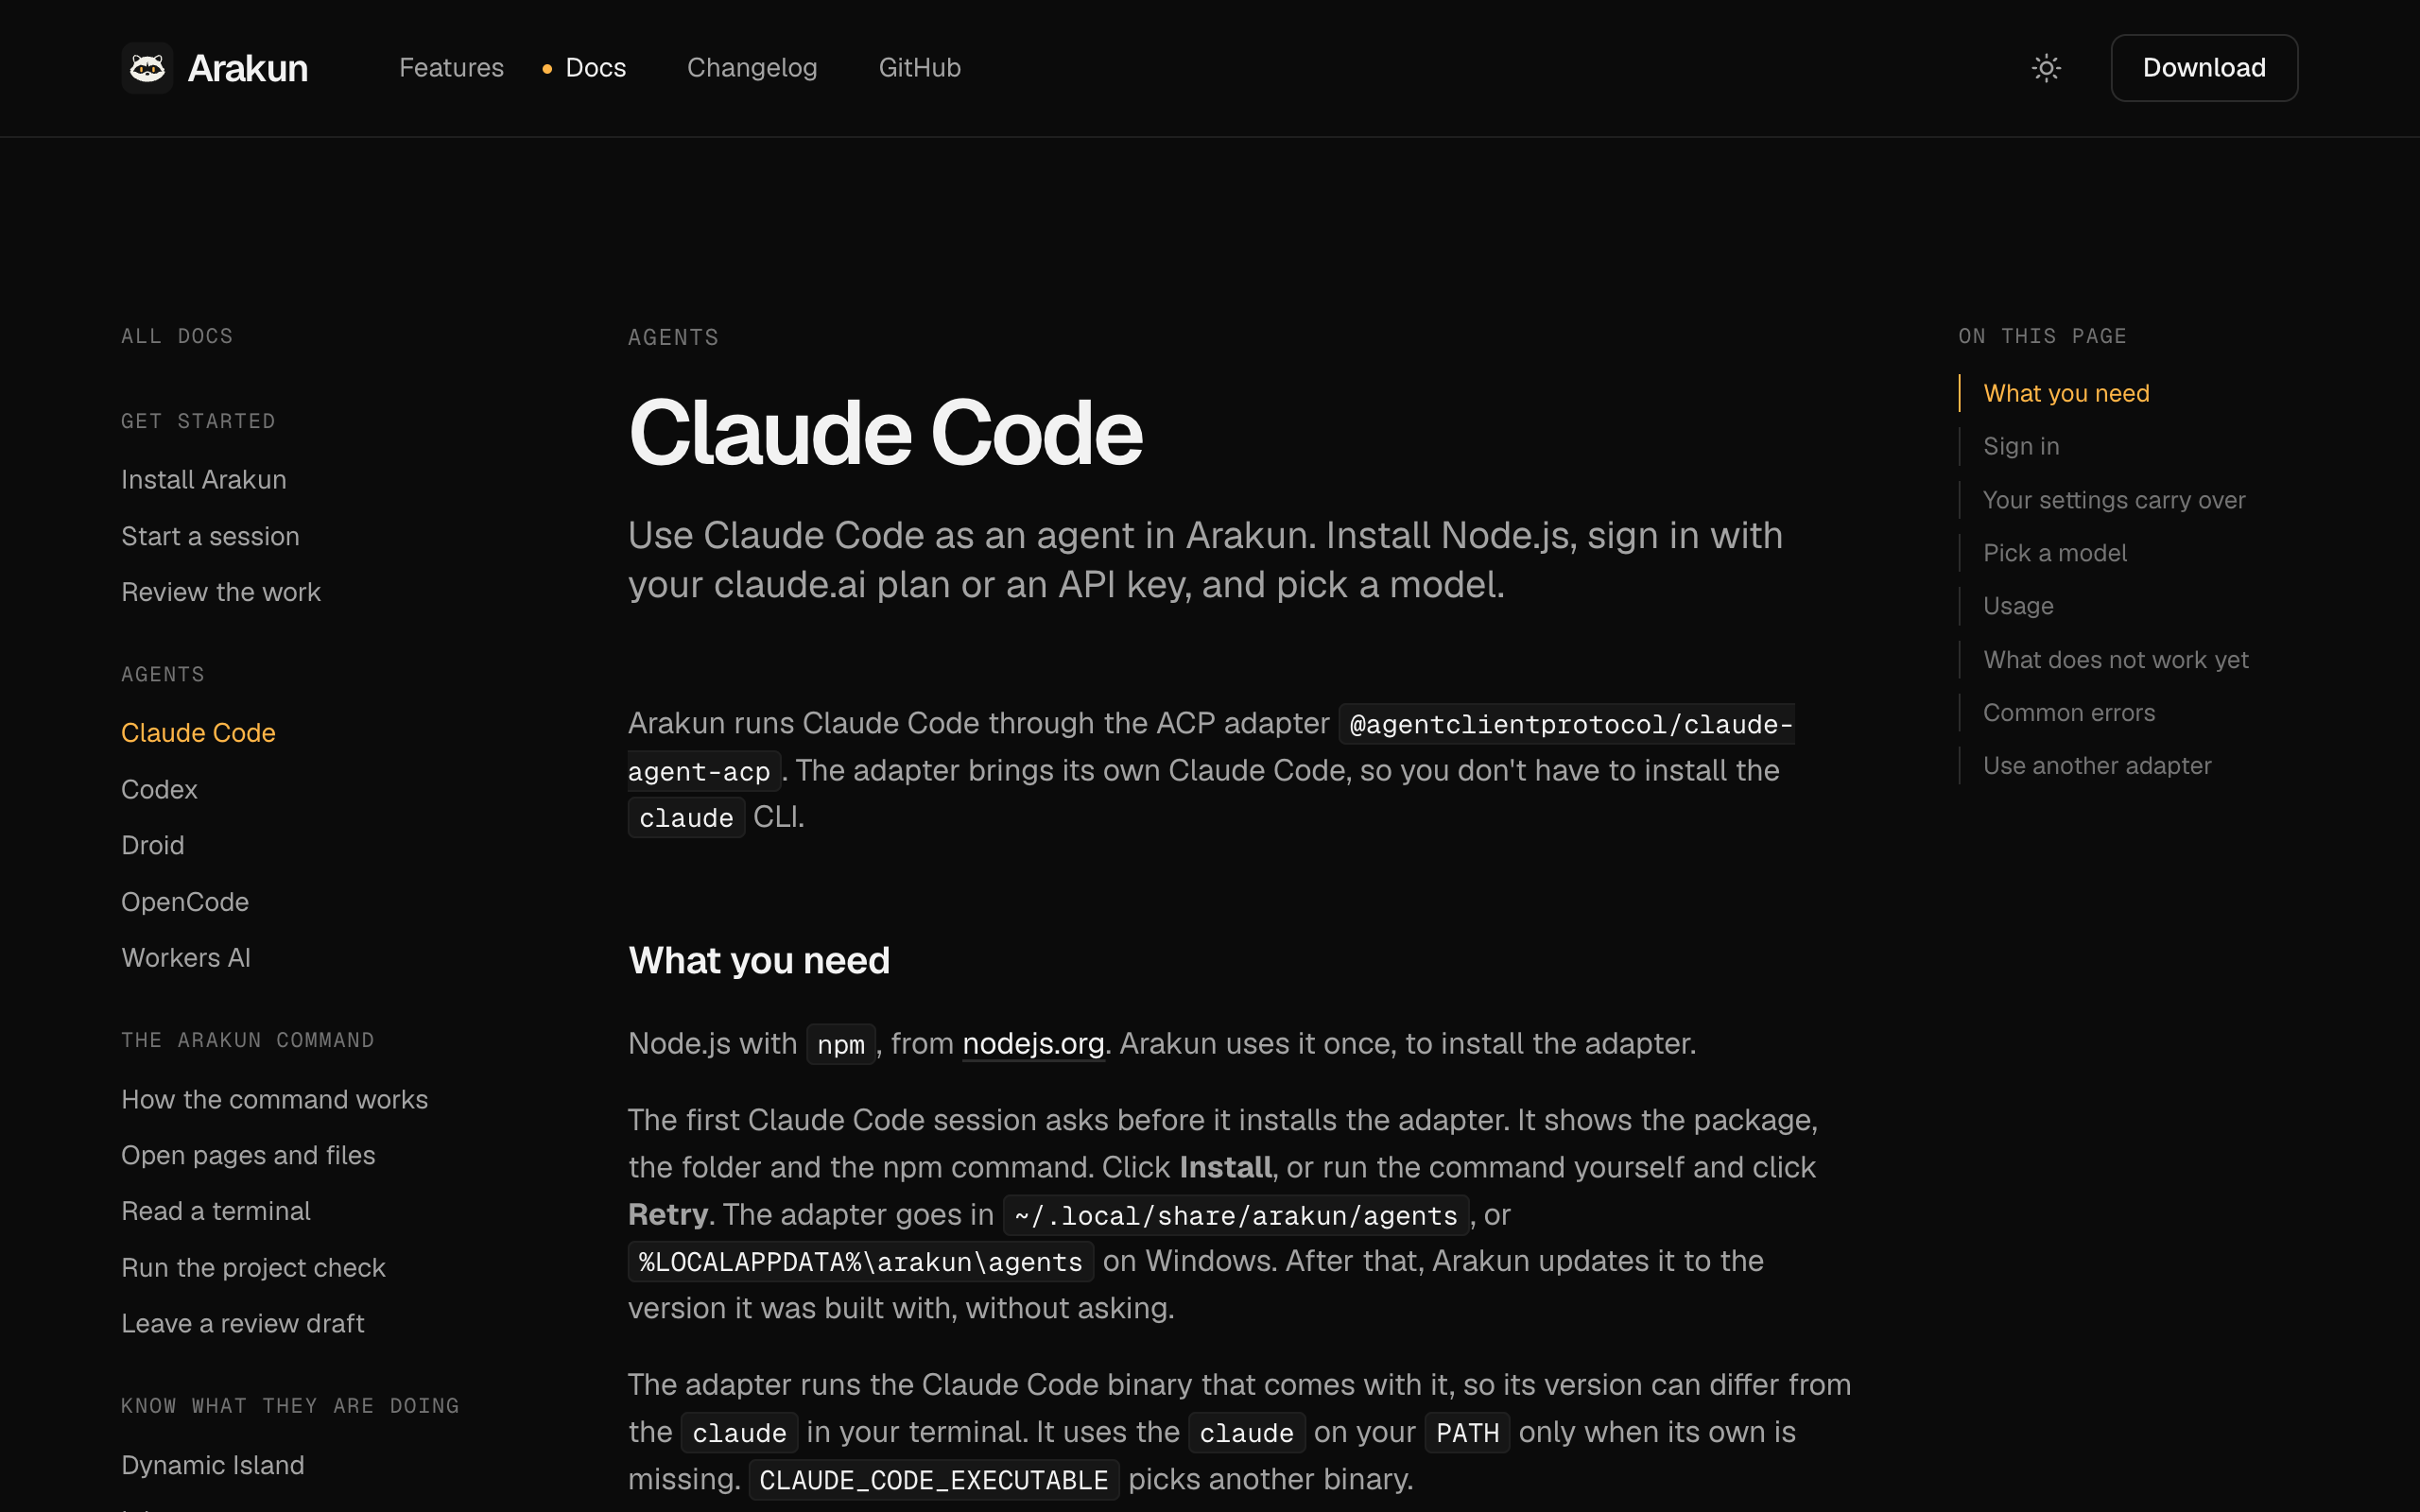 Arakun
Features
Docs
Changelog
GitHub
Download
ALL DOCS
GET STARTED
Install Arakun
Start a session
Review the work
AGENTS
Claude Code
Codex
Droid
OpenCode
Workers AI
THE ARAKUN COMMAND
How the command works
Open pages and files
Read a terminal
Run the project check
Leave a review draft
KNOW WHAT THEY ARE DOING
Dynamic Island
AGENTS
Claude Code
Use Claude Code as an agent in Arakun. Install Node.js, sign in with
your claude.ai plan or an API key, and pick a model.
Arakun runs Claude Code through the ACP adapter @agentclientprotocol/claude-
agent-acp. The adapter brings its own Claude Code, so you don't have to install the
claude CLI.
What you need
Node.js with npm, from nodejs.org. Arakun uses it once, to install the adapter.
The first Claude Code session asks before it installs the adapter. It shows the package,
the folder and the npm command. Click Install, or run the command yourself and click
Retry. The adapter goes in ~/.local/share/arakun/agents, or
%LOCALAPPDATA%\arakun\agents on Windows. After that, Arakun updates it to the
version it was built with, without asking.
The adapter runs the Claude Code binary that comes with it, so its version can differ from
the claude in your terminal. It uses the claude on your PATH only when its own is
missing. CLAUDE_CODE_EXECUTABLE picks another binary.
ON THIS PAGE
What you need
Sign in
Your settings carry over
Pick a model
Usage
What does not work yet
Common errors
Use another adapter